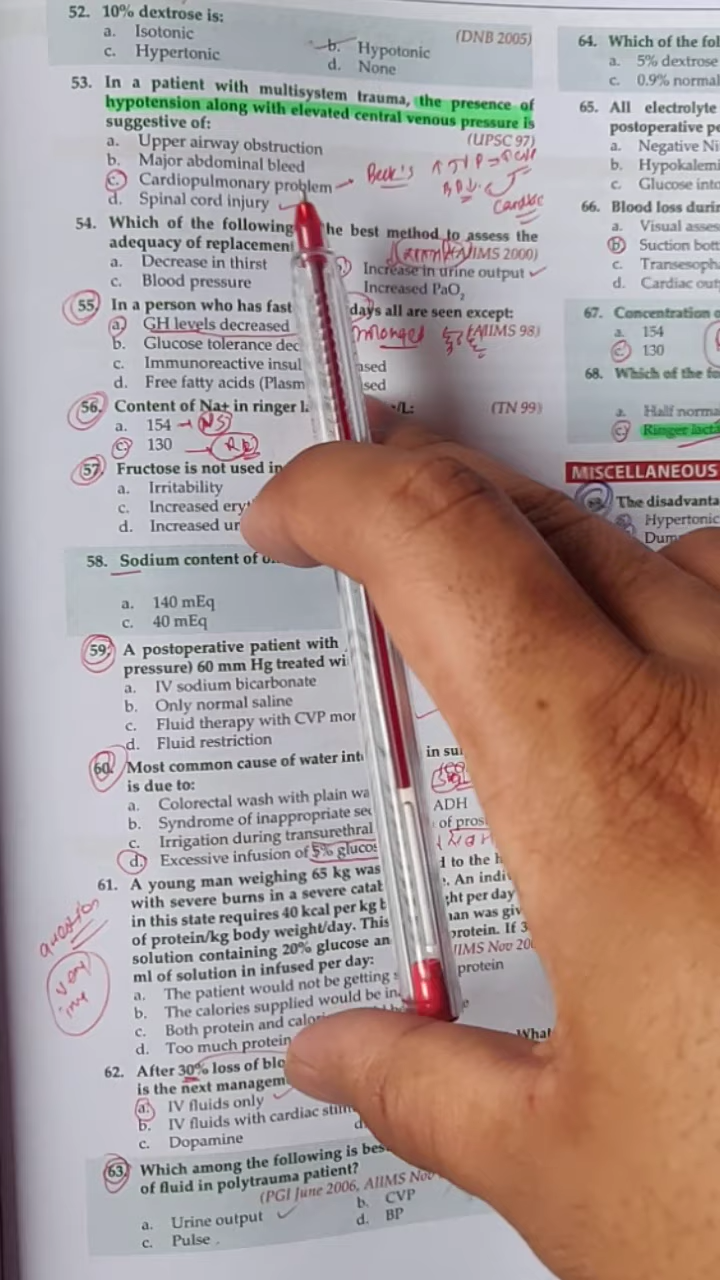 52. 10% dextrose is:
(DNB 2005)
a. Isotonic
b. Hypotonic
c. Hypertonic
d. None
53. In a patient with multisystem trauma, the presence of
hypotension along with elevated central venous pressure is
suggestive of:
(UPSC 97)
a. Upper airway obstruction
b. Major abdominal bleed
c. Cardiopulmonary problem
Beck's
d. Spinal cord injury
54. Which of the following
he best method to assess the
adequacy of replacemen
AIIMS 2000)
a. Decrease in thirst
Increase in urine output
c. Blood pressure
Increased PaO2
55. In a person who has fast
days all are seen except:
a. GH levels decreased
(AIIMS 98)
b. Glucose tolerance dec
c. Immunoreactive insul
ased
d. Free fatty acids (Plasm
sed
56. Content of Na+ in ringer l
/L:
(TN 99)
a. 154
NS
c. 130
57. Fructose is not used in
a. Irritability
c. Increased ery
d. Increased ur
58. Sodium content of
a. 140 mEq
c. 40 mEq
59. A postoperative patient with
pressure) 60 mm Hg treated wi
a. IV sodium bicarbonate
b. Only normal saline
c. Fluid therapy with CVP mor
d. Fluid restriction
60. Most common cause of water int
in su
is due to:
a. Colorectal wash with plain wa
ADH
b. Syndrome of inappropriate se
of pros
c. Irrigation during transurethral
d. Excessive infusion of 5% glucos
61. A young man weighing 65 kg was
d to the h
with severe burns in a severe catal
. An indi
in this state requires 40 kcal per kg b
ght per day
of protein/kg body weight/day. This
man was giv
solution containing 20% glucose an
protein. If 3
ml of solution in infused per day:
IIMS Nov 20
a. The patient would not be getting
protein
b. The calories supplied would be in
c. Both protein and calor
d. Too much protein
question
very
imp
62. After 30% loss of blo
What
is the next managem
a. IV fluids only
b. IV fluids with cardiac stim
c. Dopamine
d
63. Which among the following is bes
of fluid in polytrauma patient?
(PGI June 2006, AIIMS Nov
a. Urine output
b. CVP
c. Pulse
d. BP
64. Which of the fol
a. 5% dextrose
c. 0.9% normal
65. All electrolyte
postoperative pe
a. Negative Ni
b. Hypokalemi
c. Glucose into
66. Blood loss durin
a. Visual asses
b. Suction bott
c. Transesoph
d. Cardiac out
67. Concentration o
a. 154
c. 130
68. Which of the fo
a. Half norma
c. Ringer lacta
MISCELLANEOUS
The disadvanta
Hypertonic
Dum